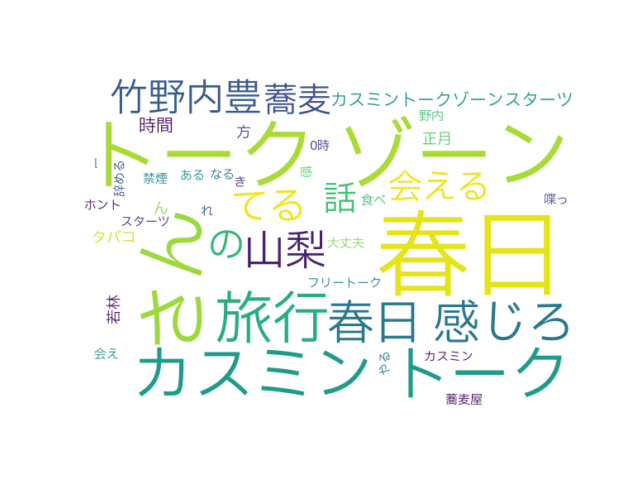 竹野内豊
蕎麦
カスミントークゾーンスターツ
野内
時間
方
0時
正月
トークゾーン
l
辞める
禁煙
ある
なる
き
感
会える
ホント
ん
れ
てる
話
食べ
喋っ
スターツ
タバコ
んで
の
山梨
大丈夫
春日
フリートーク
若林
旅行
春日
感じろ
会え
カスミントーク
やる
カスミン
蕎麦屋